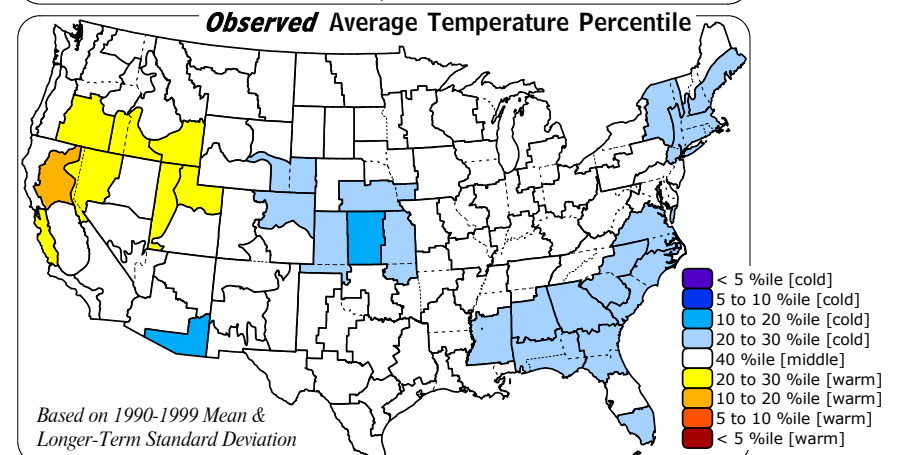 Observed Average Temperature Percentile
< 5 %ile [cold]
5 to 10 %ile [cold]
10 to 20 %ile [cold]
20 to 30 %ile [cold]
40 %ile [middle]
20 to 30 %ile [warm]
10 to 20 %ile [warm]
5 to 10 %ile [warm]
< 5 %ile [warm]
Based on 1990-1999 Mean &
Longer-Term Standard Deviation